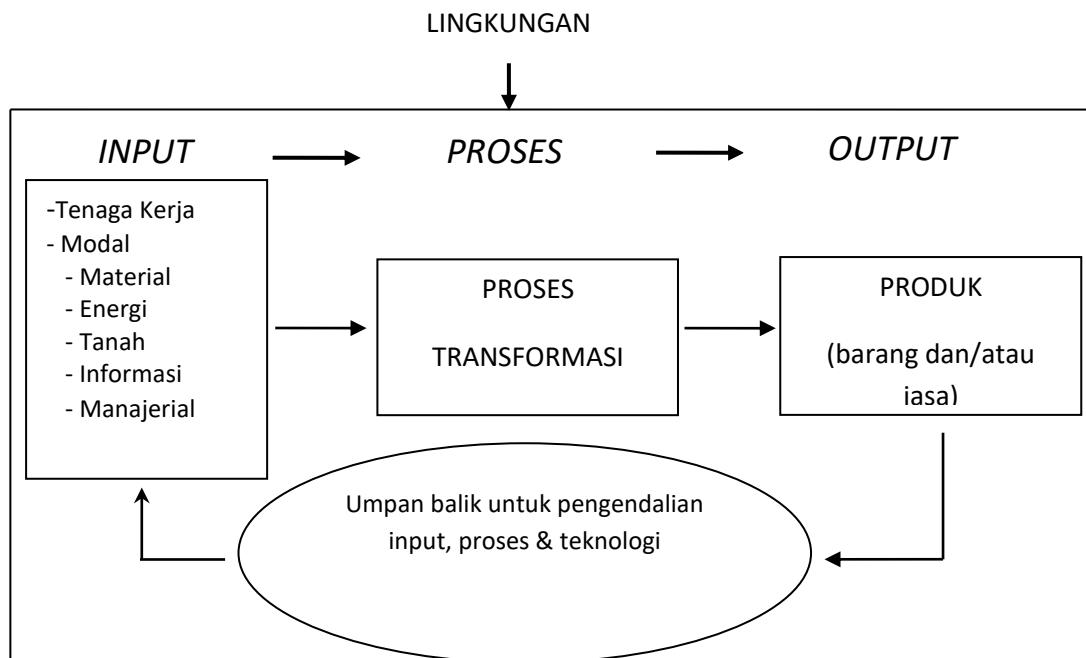 LINGKUNGAN
INPUT
PROSES
OUTPUT
-Tenaga Kerja
- Modal
- Material
- Energi
- Tanah
- Informasi
- Manajerial
PROSES
TRANSFORMASI
PRODUK
(barang dan/atau
jasa)
Umpan balik untuk pengendalian
input, proses & teknologi